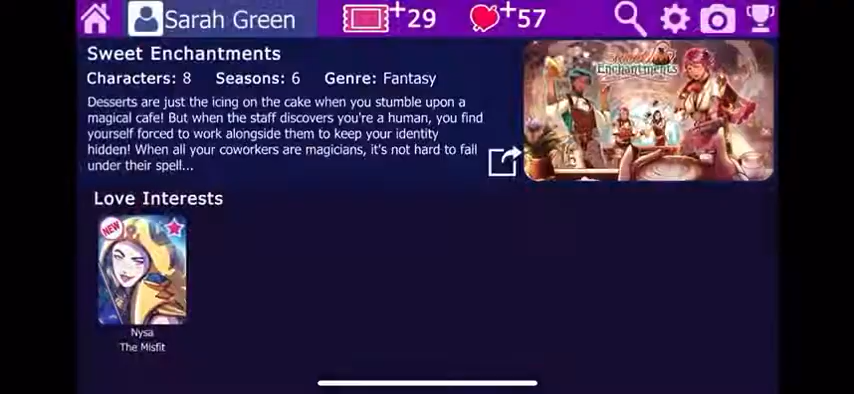 Sarah Green
+29
+57
Sweet Enchantments
Characters: 8 Seasons: 6 Genre: Fantasy
Desserts are just the icing on the cake when you stumble upon a
magical cafe! But when the staff discovers you're a human, you find
yourself forced to work alongside them to keep your identity
hidden! When all your coworkers are magicians, it's not hard to fall
under their spell...
Enchantments
Love Interests
NEW
Nysa
The Misfit